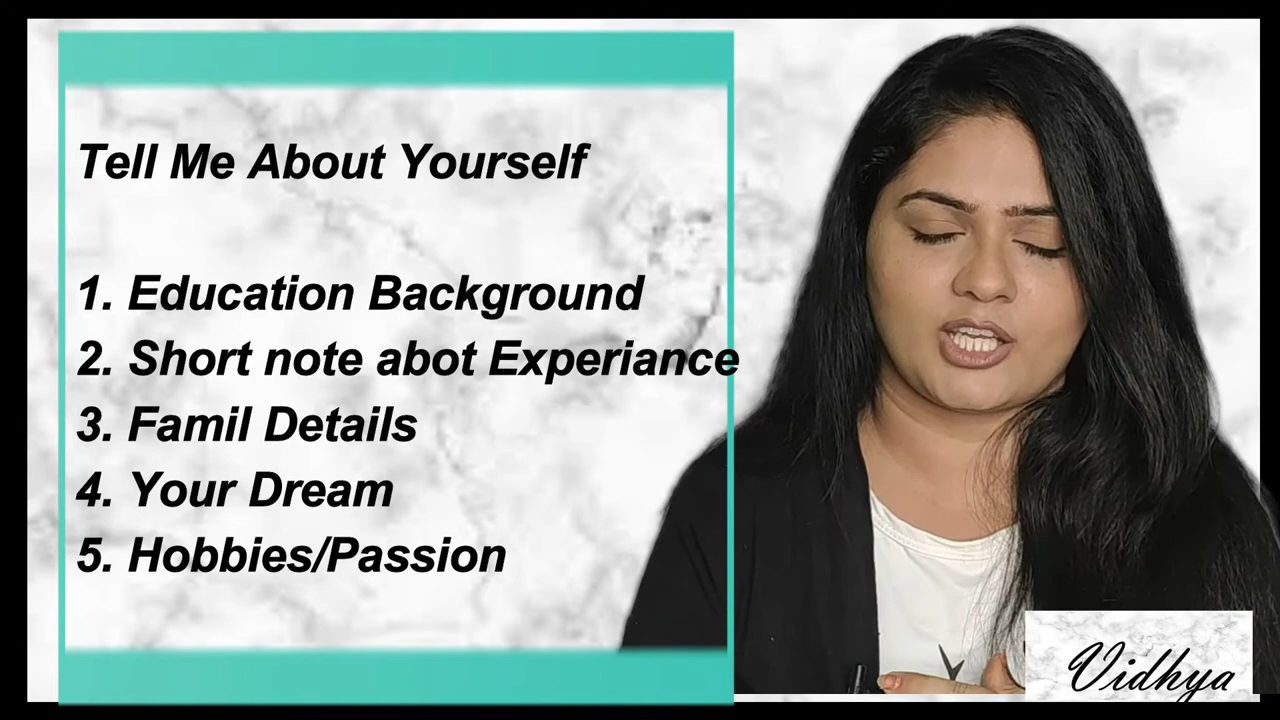 Tell Me About Yourself
1. Education Background
2. Short note abot Experiance
3. Famil Details
4. Your Dream
5. Hobbies/Passion
Vidhya